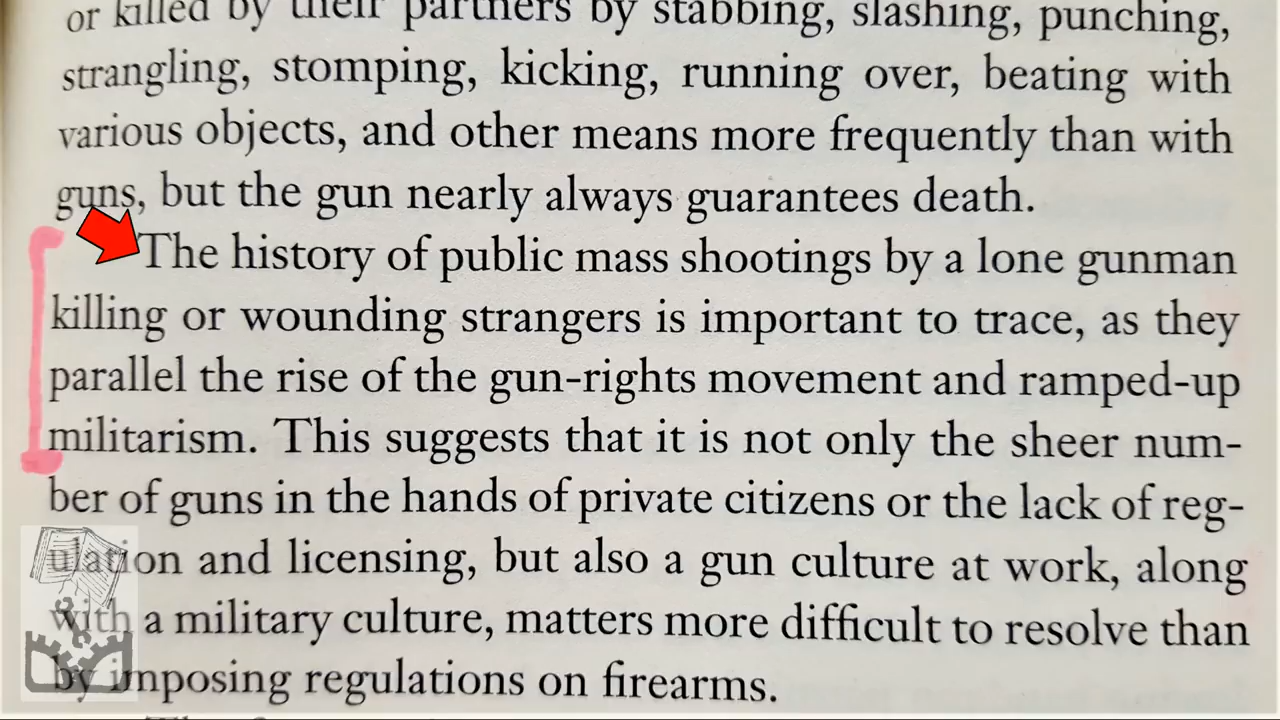 or killed by their partners by stabbing, slashing, punching,
strangling, stomping, kicking, running over, beating with
various objects, and other means more frequently than with
guns, but the gun nearly always guarantees death.
The history of public mass shootings by a lone gunman
killing or wounding strangers is important to trace, as they
parallel the rise of the gun-rights movement and ramped-up
militarism. This suggests that it is not only the sheer num-
ber of guns in the hands of private citizens or the lack of reg-
ulation and licensing, but also a gun culture at work, along
with a military culture, matters more difficult to resolve than
by imposing regulations on firearms.